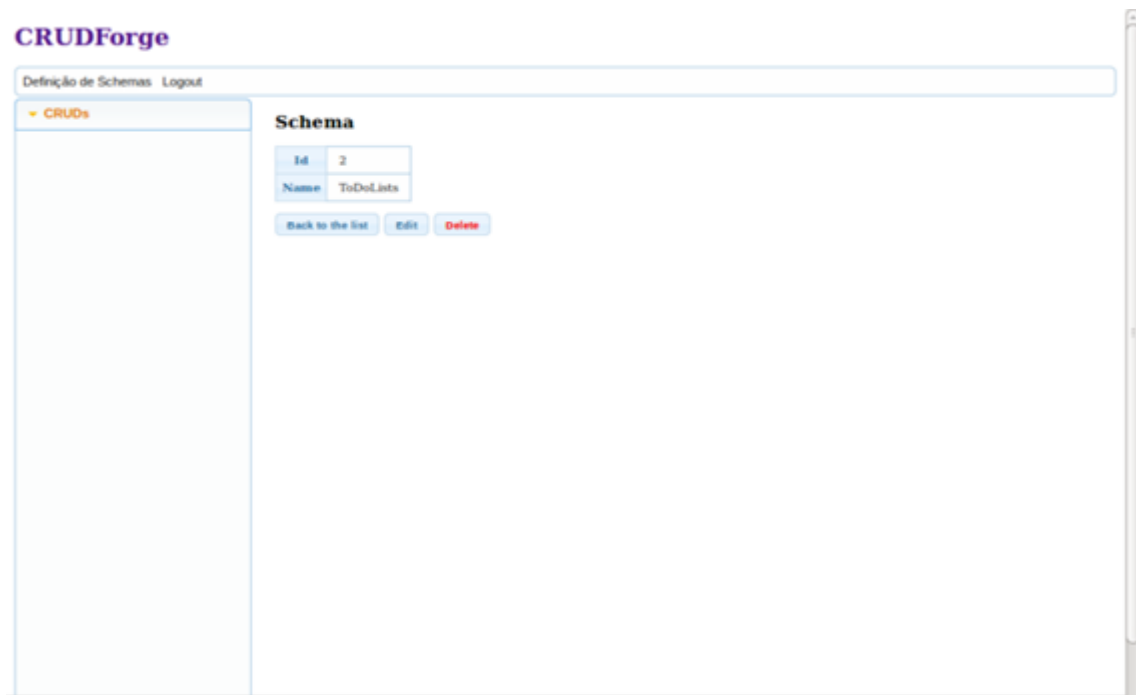 CRUDForge
Definição de Schemas Logout
CRUDs
Schema
Id 2
Name ToDoLists
Back to the list Edit Delete